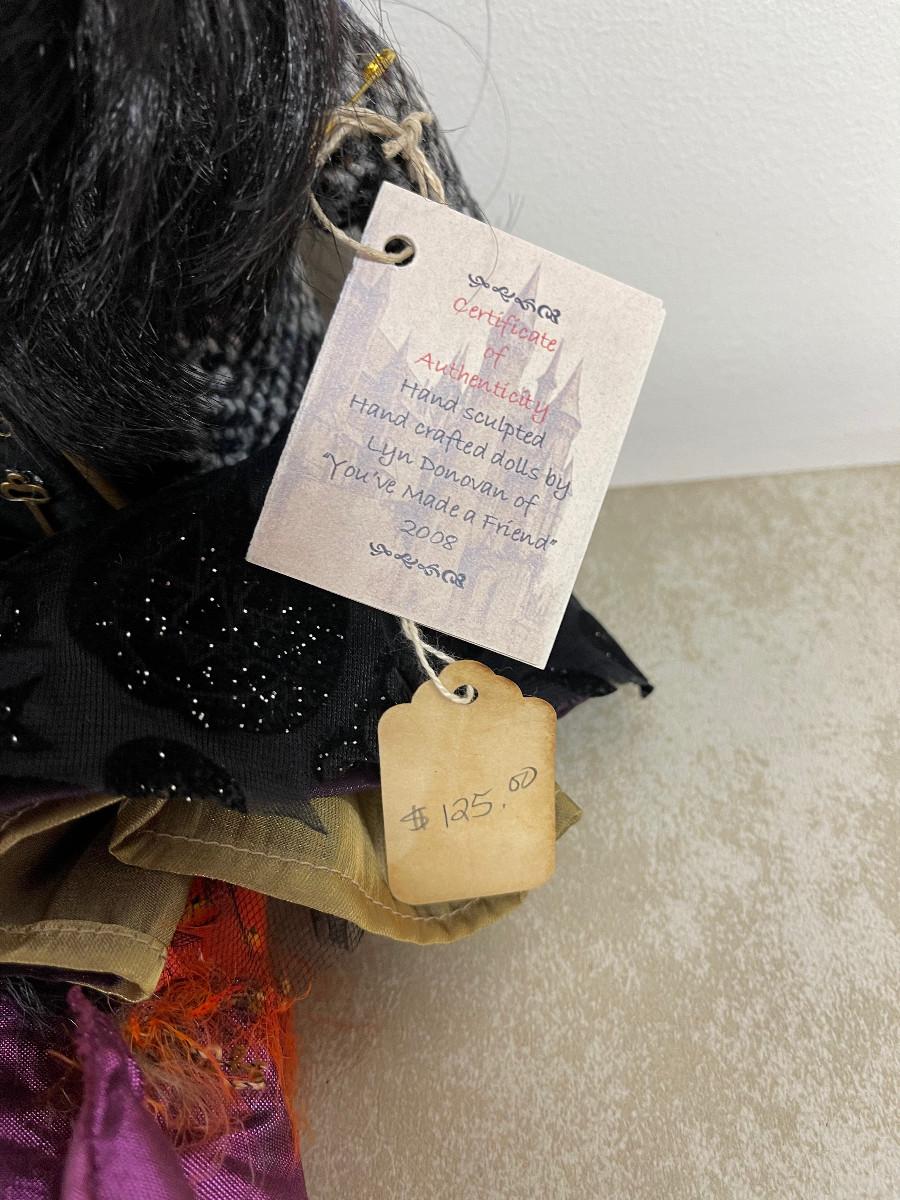 Certificate
of
Authenticity
Hand sculpted
Hand crafted dolls by
Lyn Donovan of
"You've Made a Friend"
2008
$125.00